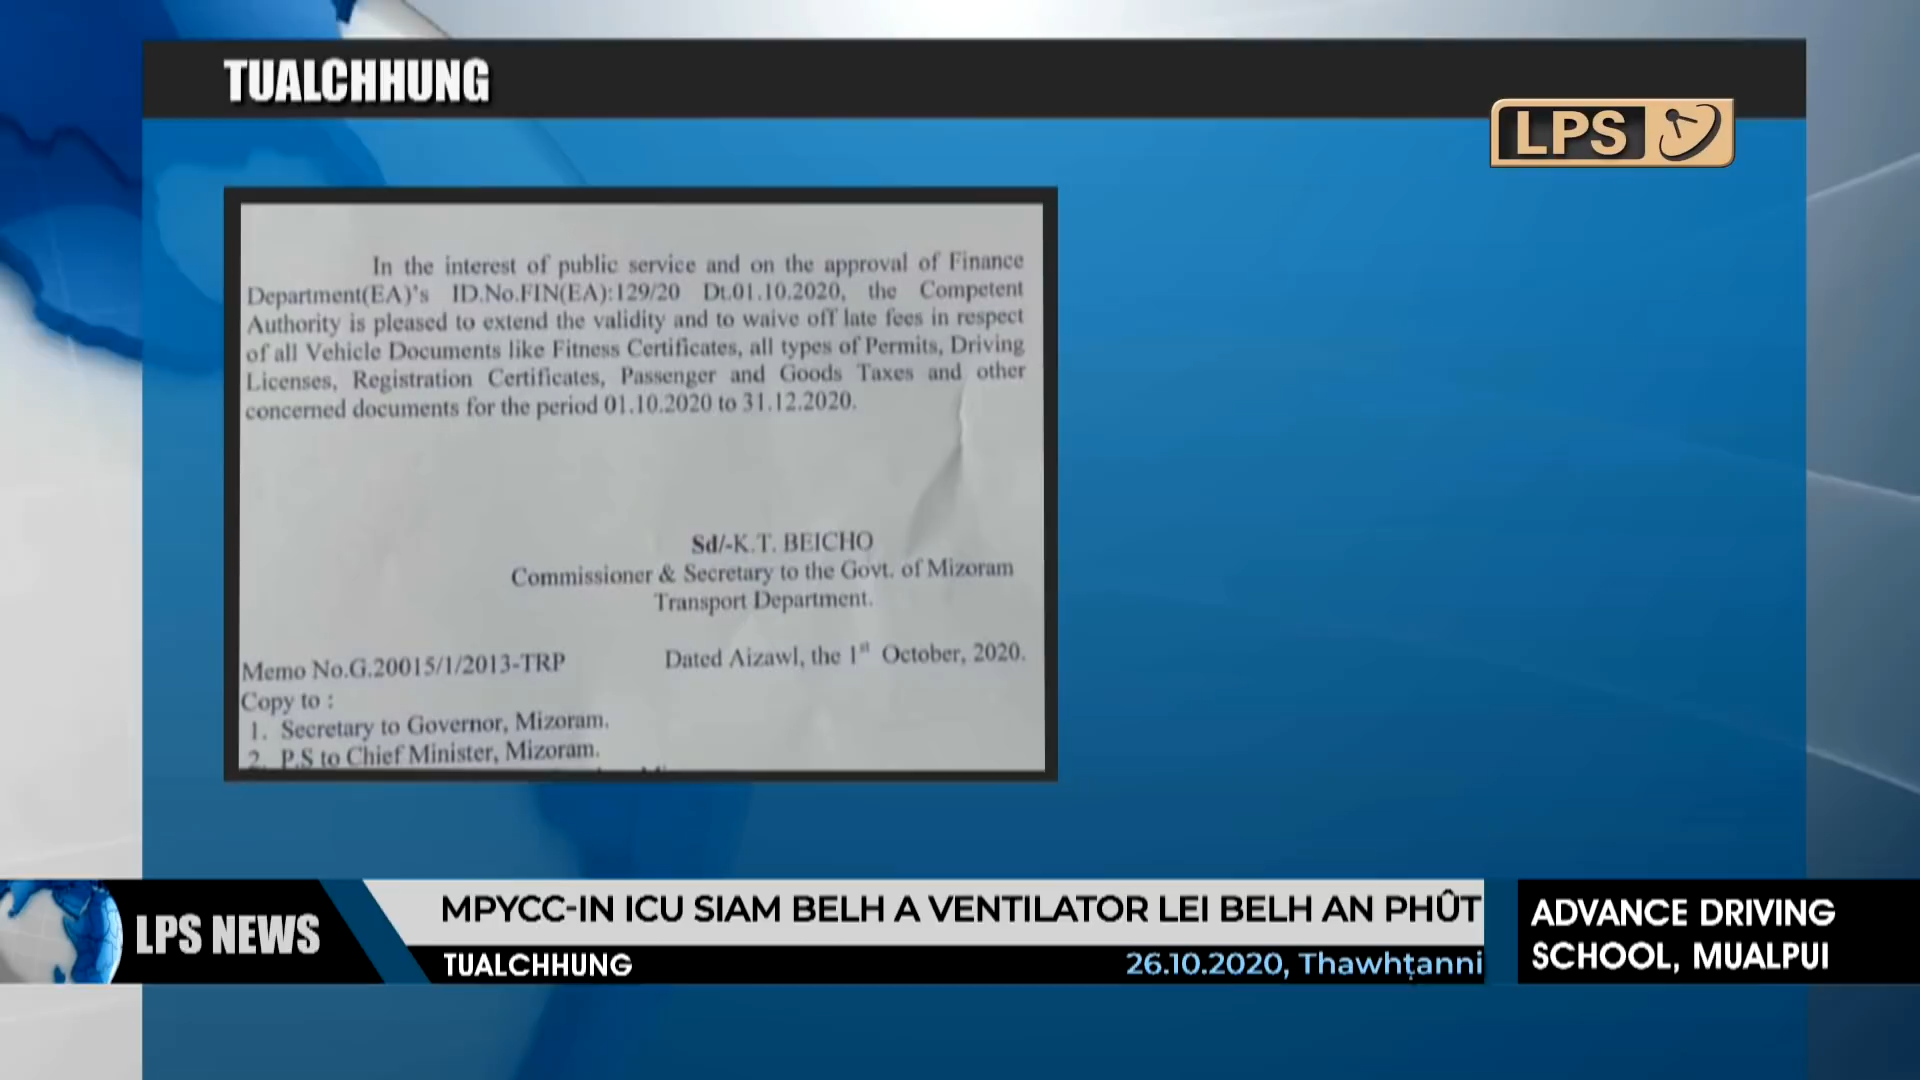 TUALCHHUNG
LPS
In the interest of public service and on the approval of Finance
Department(EA)'s ID.No.FIN(EA):129/20 Dt.01.10.2020, the Competent
Authority is pleased to extend the validity and to waive off late fees in respect
of all Vehicle Documents like Fitness Certificates, all types of Permits, Driving
Licenses, Registration Certificates, Passenger and Goods Taxes and other
concerned documents for the period 01.10.2020 to 31.12.2020.
Sd/-K.T. BEICHO
Commissioner & Secretary to the Govt. of Mizoram
Transport Department.
Memo No.G.20015/1/2013-TRP Dated Aizawl, the 1st October, 2020.
Copy to :
1. Secretary to Governor, Mizoram.
2. P.S to Chief Minister, Mizoram.
LPS NEWS
MPYCC-IN ICU SIAM BELH A VENTILATOR LEI BELH AN PHÛT
TUALCHHUNG
26.10.2020, Thawhṭanni
ADVANCE DRIVING
SCHOOL, MUALPUI